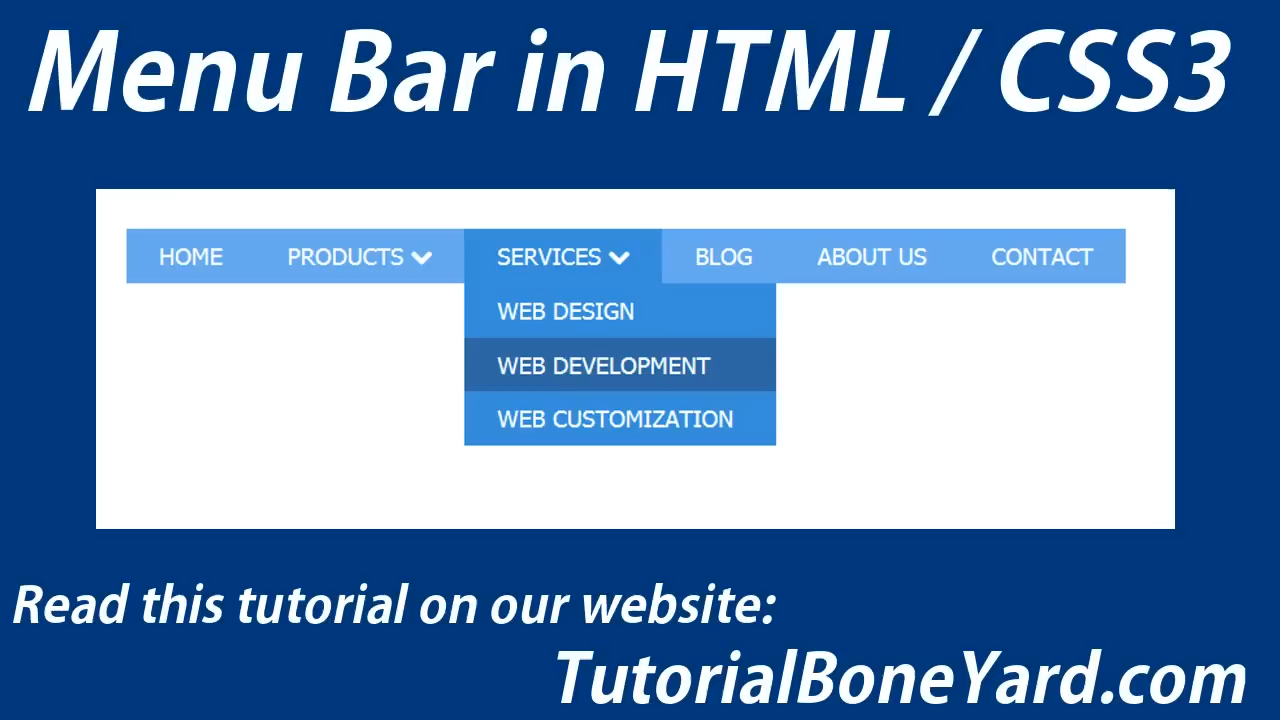 Menu Bar in HTML / CSS3
HOME PRODUCTS SERVICES BLOG ABOUT US CONTACT
WEB DESIGN
WEB DEVELOPMENT
WEB CUSTOMIZATION
Read this tutorial on our website:
TutorialBoneYard.com